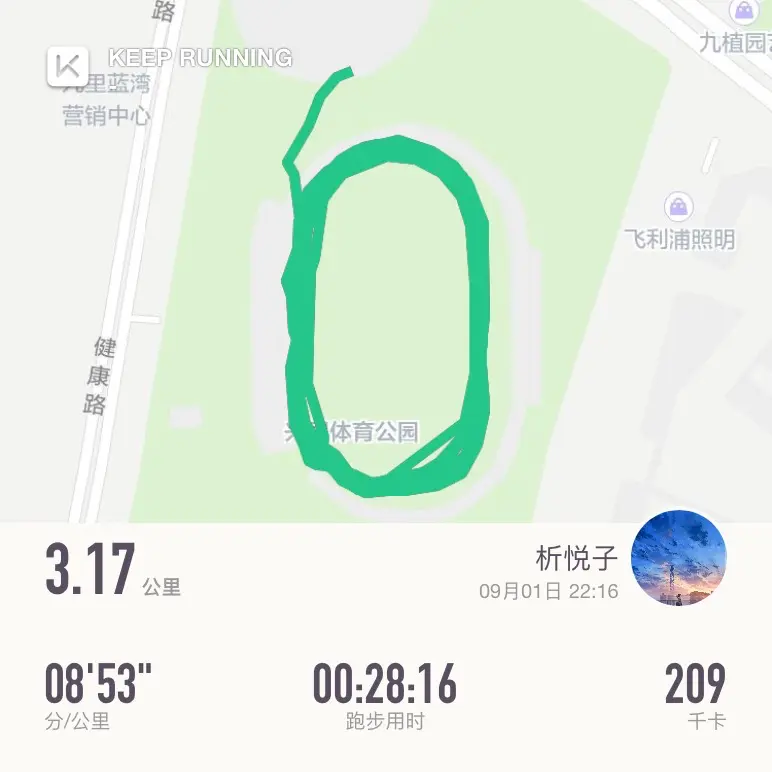 路
九植园艺
KEEP RUNNING
九里蓝湾
营销中心
飞利浦照明
健康路
体育公园
3.17 公里
析悦子
09月01日 22:16
08'53"
00:28:16
209
分/公里
跑步用时
千卡